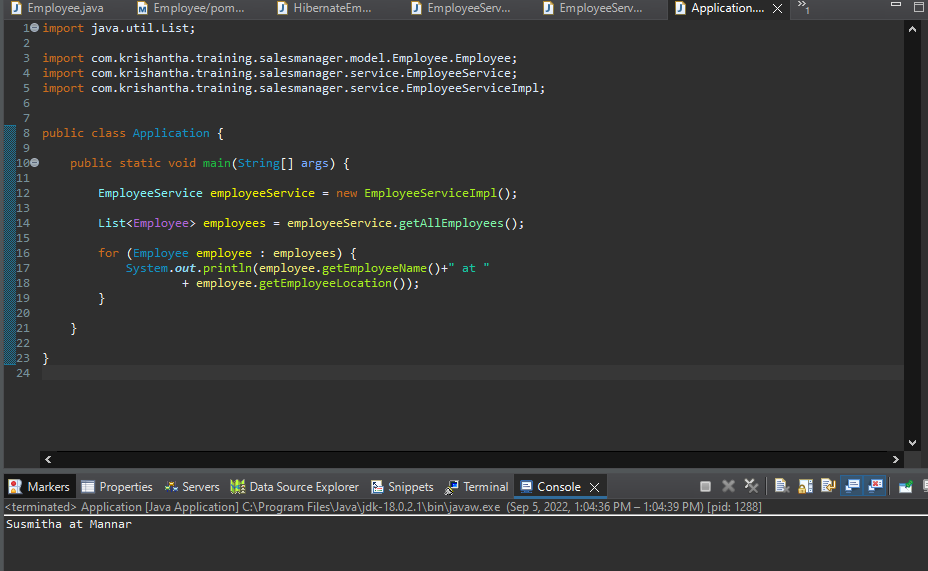 Employee.java Employee/pom... HibernateEm... EmployeeServ... EmployeeServ... Application.... »1
1 import java.util.List;
2
3 import com.krishantha.training.salesmanager.model.Employee.Employee;
4 import com.krishantha.training.salesmanager.service.EmployeeService;
5 import com.krishantha.training.salesmanager.service.EmployeeServiceImpl;
6
7
8 public class Application {
9
10 public static void main(String[] args) {
11
12 EmployeeService employeeService = new EmployeeServiceImpl();
13
14 List<Employee> employees = employeeService.getAllEmployees();
15
16 for (Employee employee : employees) {
17 System.out.println(employee.getEmployeeName()+" at "
18 + employee.getEmployeeLocation());
19 }
20
21 }
22
23 }
24
Markers Properties Servers Data Source Explorer Snippets Terminal Console
<terminated> Application [Java Application] C:\Program Files\Java\jdk-18.0.2.1\bin\javaw.exe (Sep 5, 2022, 1:04:36 PM – 1:04:39 PM) [pid: 1288]
Susmitha at Mannar